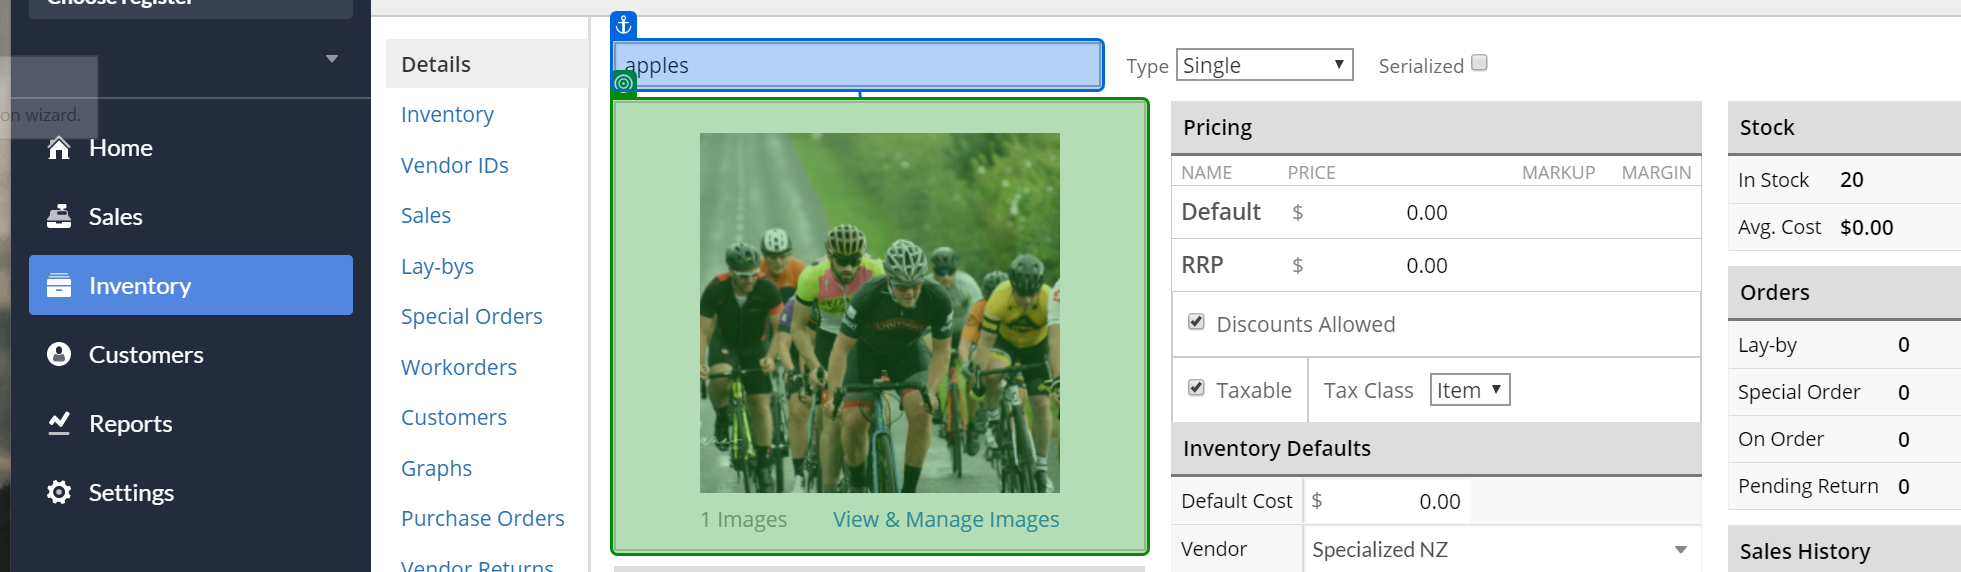 Choose register
on wizard.
Home
Sales
Inventory
Customers
Reports
Settings
Details
Inventory
Vendor IDs
Sales
Lay-bys
Special Orders
Workorders
Customers
Graphs
Purchase Orders
Vendor Returns
apples
Type Single Serialized
1 Images View & Manage Images
Pricing
NAME PRICE MARKUP MARGIN
Default $ 0.00
RRP $ 0.00
Discounts Allowed
Taxable Tax Class Item
Inventory Defaults
Default Cost $ 0.00
Vendor Specialized NZ
Stock
In Stock 20
Avg. Cost $0.00
Orders
Lay-by 0
Special Order 0
On Order 0
Pending Return 0
Sales History